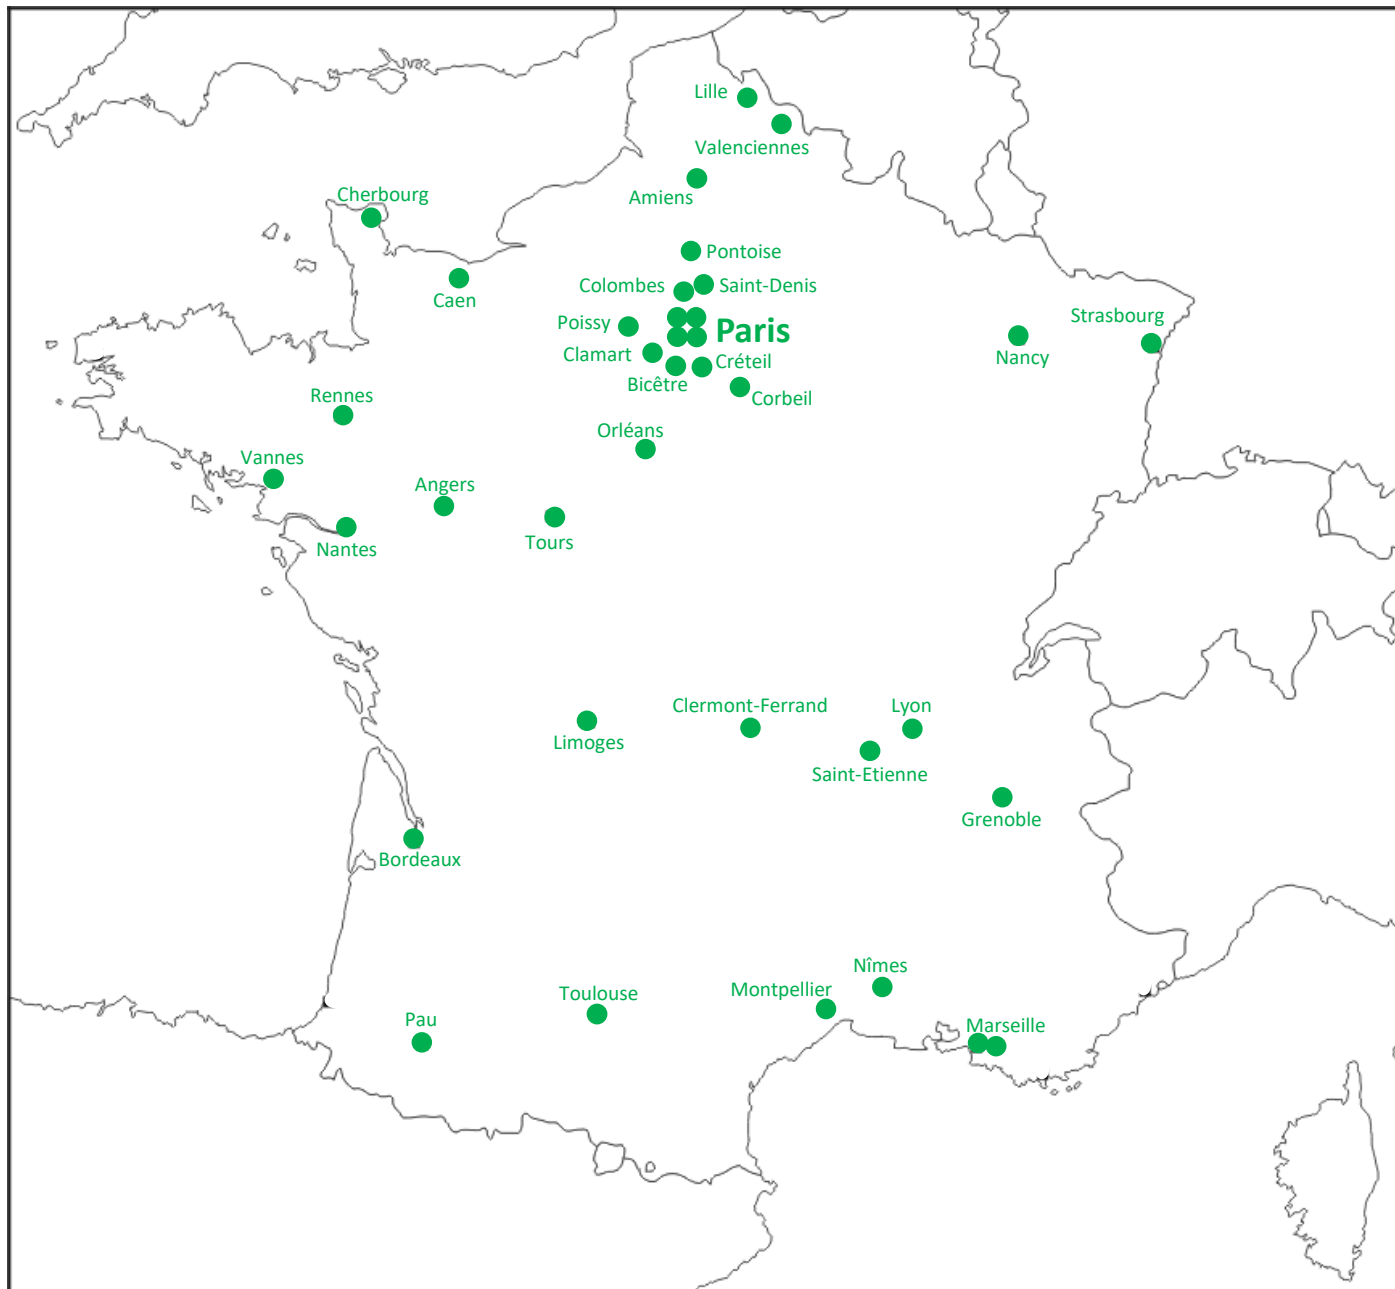 Lille
Valenciennes
Amiens
Cherbourg
Pontoise
Colombes
Saint-Denis
Caen
Poissy
Paris
Strasbourg
Nancy
Clamart
Créteil
Bicêtre
Corbeil
Rennes
Orléans
Vannes
Angers
Tours
Nantes
Clermont-Ferrand
Lyon
Limoges
Saint-Etienne
Grenoble
Bordeaux
Nîmes
Toulouse
Montpellier
Pau
Marseille